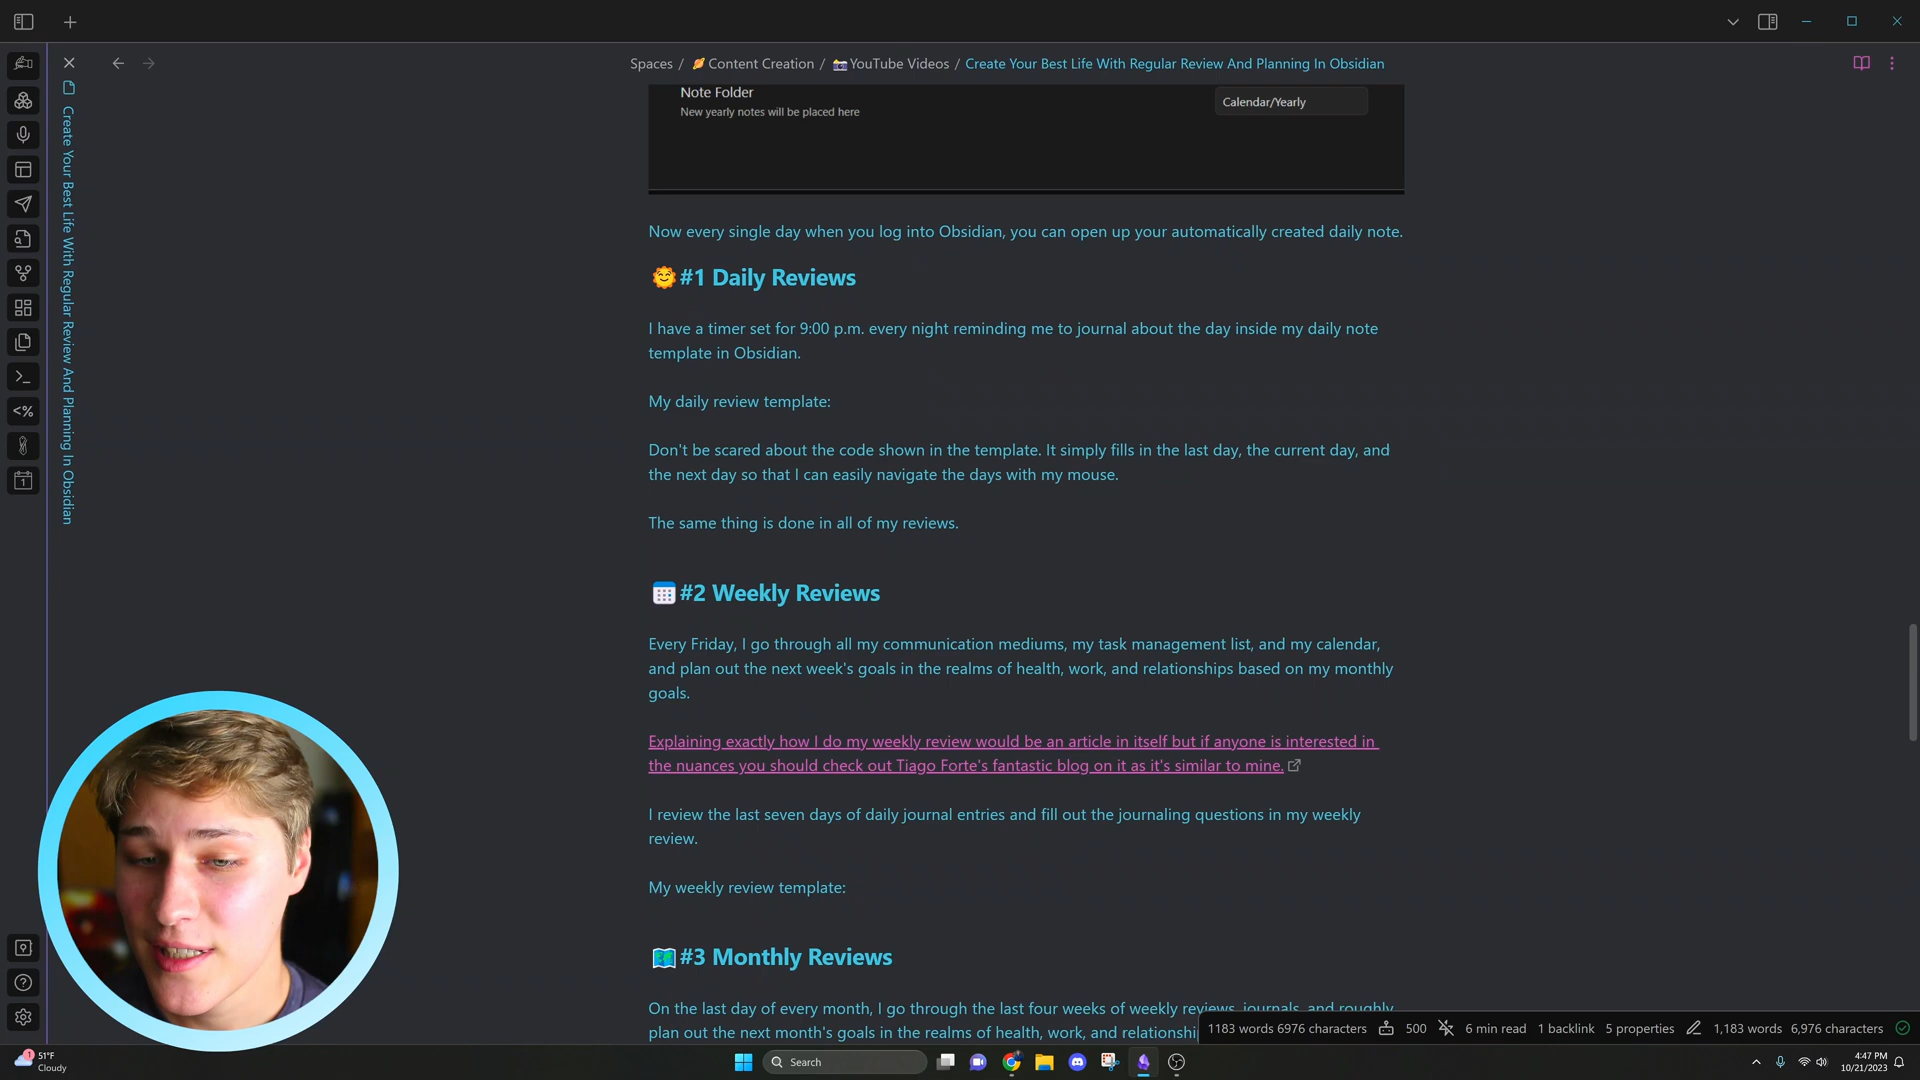 Spaces / Content Creation / YouTube Videos / Create Your Best Life With Regular Review And Planning In Obsidian
Create Your Best Life With Regular Review And Planning In Obsidian
Note Folder
New yearly notes will be placed here
Calendar/Yearly
Now every single day when you log into Obsidian, you can open up your automatically created daily note.
#1 Daily Reviews
I have a timer set for 9:00 p.m. every night reminding me to journal about the day inside my daily note
template in Obsidian.
My daily review template:
Don't be scared about the code shown in the template. It simply fills in the last day, the current day, and
the next day so that I can easily navigate the days with my mouse.
The same thing is done in all of my reviews.
#2 Weekly Reviews
Every Friday, I go through all my communication mediums, my task management list, and my calendar,
and plan out the next week's goals in the realms of health, work, and relationships based on my monthly
goals.
Explaining exactly how I do my weekly review would be an article in itself but if anyone is interested in
the nuances you should check out Tiago Forte's fantastic blog on it as it's similar to mine.
I review the last seven days of daily journal entries and fill out the journaling questions in my weekly
review.
My weekly review template:
#3 Monthly Reviews
On the last day of every month, I go through the last four weeks of weekly reviews, journals, and roughly
plan out the next month's goals in the realms of health, work, and relationshi
1183 words 6976 characters 500 6 min read 1 backlink 5 properties 1,183 words 6,976 characters
1
51°F
Cloudy
Search
4:47 PM
10/21/2023